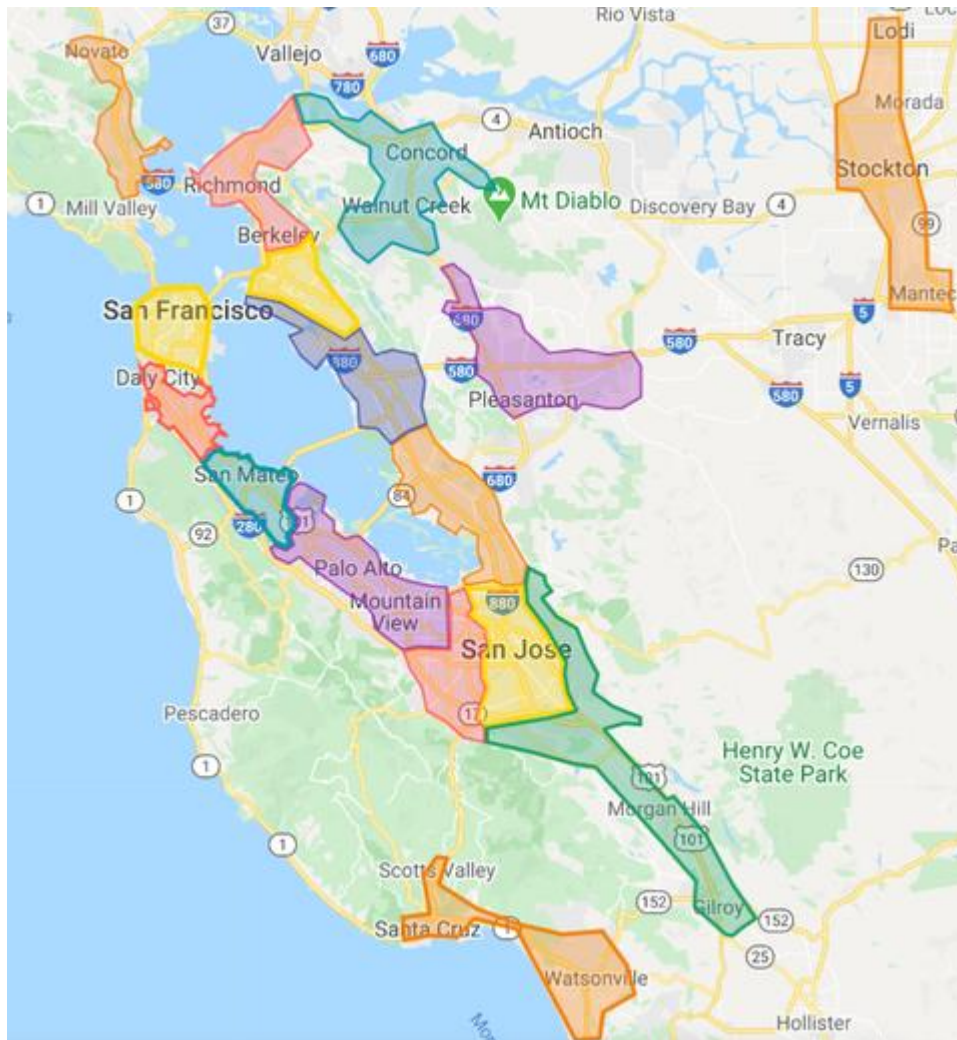 37
Rio Vista
Lodi
Novato
Vallejo
680
780
Morada
4
Antioch
Concord
Stockton
580
Richmond
1
Mill Valley
Walnut Creek
Mt Diablo
Discovery Bay
4
99
Berkeley
Mantec
San Francisco
680
5
880
580
580
Tracy
Daly City
Pleasanton
580
5
Vernalis
San Mateo
680
84
1
92
280
101
Pa
Palo Alto
130
Mountain
View
880
San Jose
17
Pescadero
1
Henry W. Coe
State Park
101
Morgan Hill
101
1
Scotts Valley
152
Gilroy
152
Santa Cruz
1
25
Watsonville
Hollister